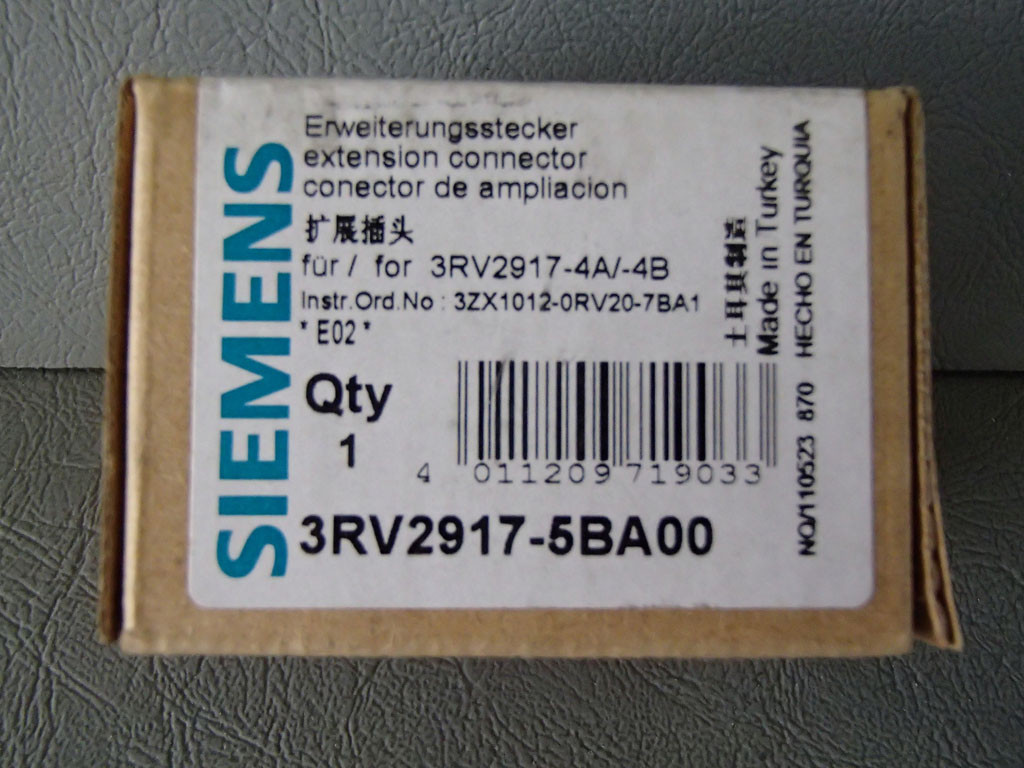 SIEMENS
Erweiterungsstecker
extension connector
conector de ampliacion
扩展插头
für / for 3RV2917-4A/-4B
Instr.Ord.No : 3ZX1012-0RV20-7BA1
* E02 *
Qty
1
4 011209 719033
3RV2917-5BA00
土耳其制造
Made in Turkey
HECHO EN TURQUIA
NQ/110523 870